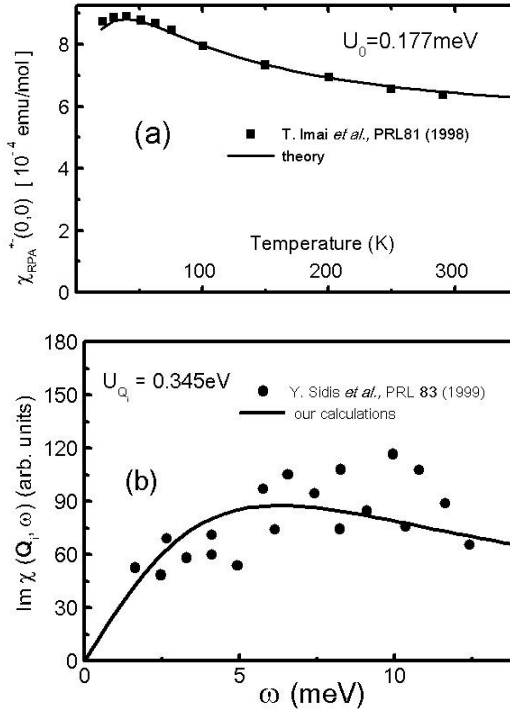 U0=0.177meV
(a)
T. Imai et al., PRL81 (1998)
theory
χRPA+-(0,0) [ 10-4 emu/mol]
8
6
4
2
0
Temperature (K)
100 200 300
180
150
120
90
60
30
0
UQi = 0.345eV
Y. Sidis et al., PRL 83 (1999)
our calculations
(b)
Im χ (Qi, ω) (arb. units)
0 5 10
ω (meV)